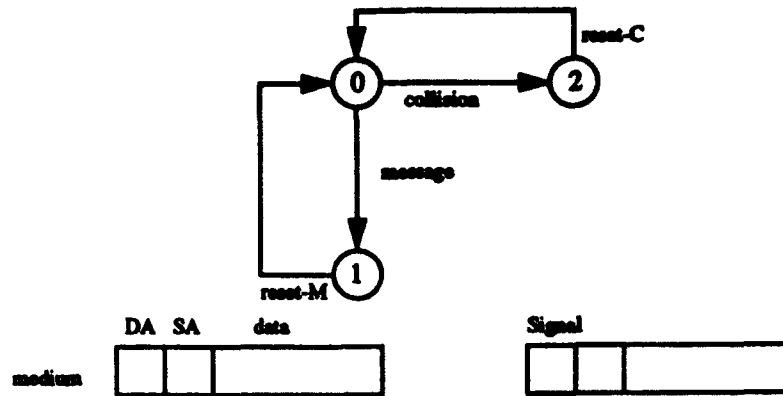 reset-C
0
2
collision
message
1
reset-M
DA SA data
Signal
medium